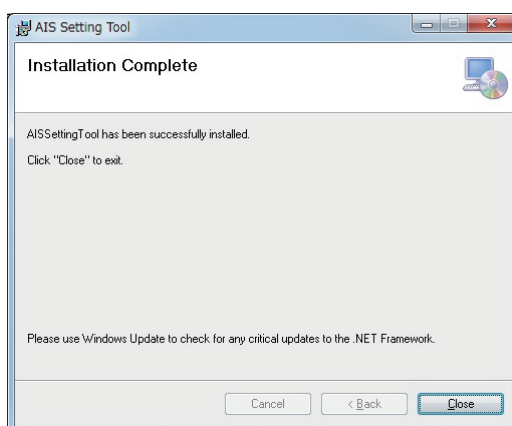 AIS Setting Tool
Installation Complete
AISSettingTool has been successfully installed.
Click "Close" to exit.
Please use Windows Update to check for any critical updates to the .NET Framework.
Cancel
< Back
Close